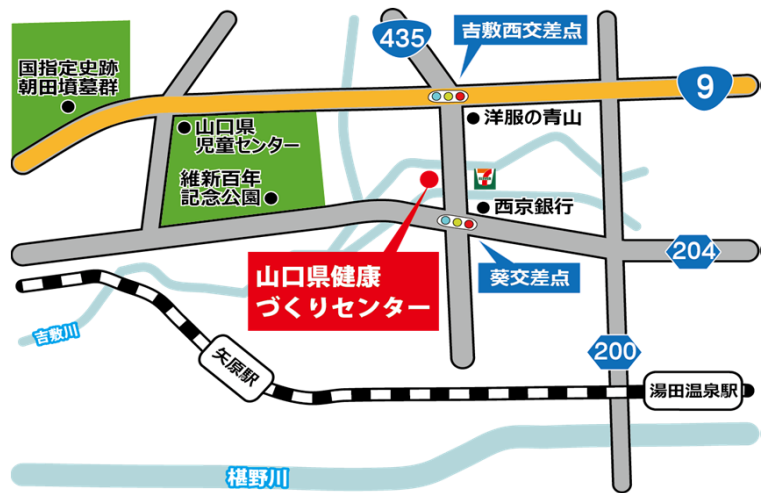 435
吉敷西交差点
国指定史跡
朝田墳墓群
9
山口県
児童センター
洋服の青山
維新百年
記念公園
7
西京銀行
山口県健康
づくりセンター
葵交差点
204
吉敷川
矢原駅
200
湯田温泉駅
椹野川